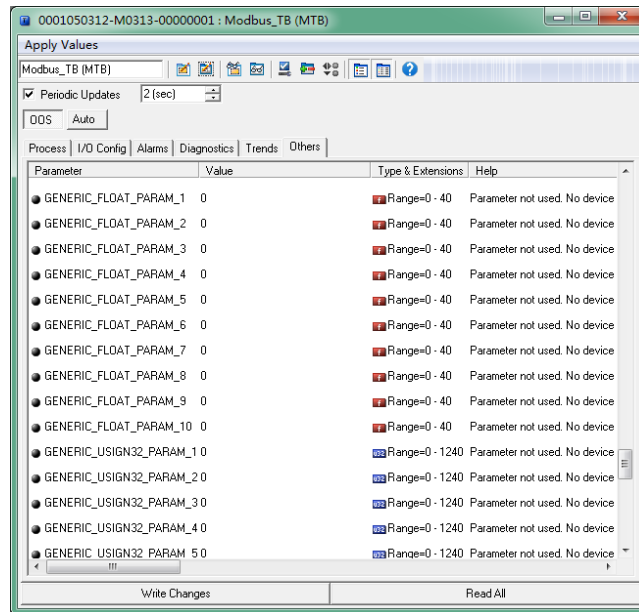 0001050312-M0313-00000001 : Modbus_TB (MTB)
Apply Values
Modbus_TB (MTB)
Periodic Updates 2 (sec)
OOS Auto
Process I/O Config Alarms Diagnostics Trends Others
Parameter Value Type & Extensions Help
GENERIC_FLOAT_PARAM_1 0 Range=0 - 40 Parameter not used. No device
GENERIC_FLOAT_PARAM_2 0 Range=0 - 40 Parameter not used. No device
GENERIC_FLOAT_PARAM_3 0 Range=0 - 40 Parameter not used. No device
GENERIC_FLOAT_PARAM_4 0 Range=0 - 40 Parameter not used. No device
GENERIC_FLOAT_PARAM_5 0 Range=0 - 40 Parameter not used. No device
GENERIC_FLOAT_PARAM_6 0 Range=0 - 40 Parameter not used. No device
GENERIC_FLOAT_PARAM_7 0 Range=0 - 40 Parameter not used. No device
GENERIC_FLOAT_PARAM_8 0 Range=0 - 40 Parameter not used. No device
GENERIC_FLOAT_PARAM_9 0 Range=0 - 40 Parameter not used. No device
GENERIC_FLOAT_PARAM_10 0 Range=0 - 40 Parameter not used. No device
GENERIC_USIGN32_PARAM_1 0 U32 Range=0 - 1240 Parameter not used. No device
GENERIC_USIGN32_PARAM_2 0 U32 Range=0 - 1240 Parameter not used. No device
GENERIC_USIGN32_PARAM_3 0 U32 Range=0 - 1240 Parameter not used. No device
GENERIC_USIGN32_PARAM_4 0 U32 Range=0 - 1240 Parameter not used. No device
GENERIC_USIGN32_PARAM_5 0 U32 Range=0 - 1240 Parameter not used. No device
Write Changes Read All